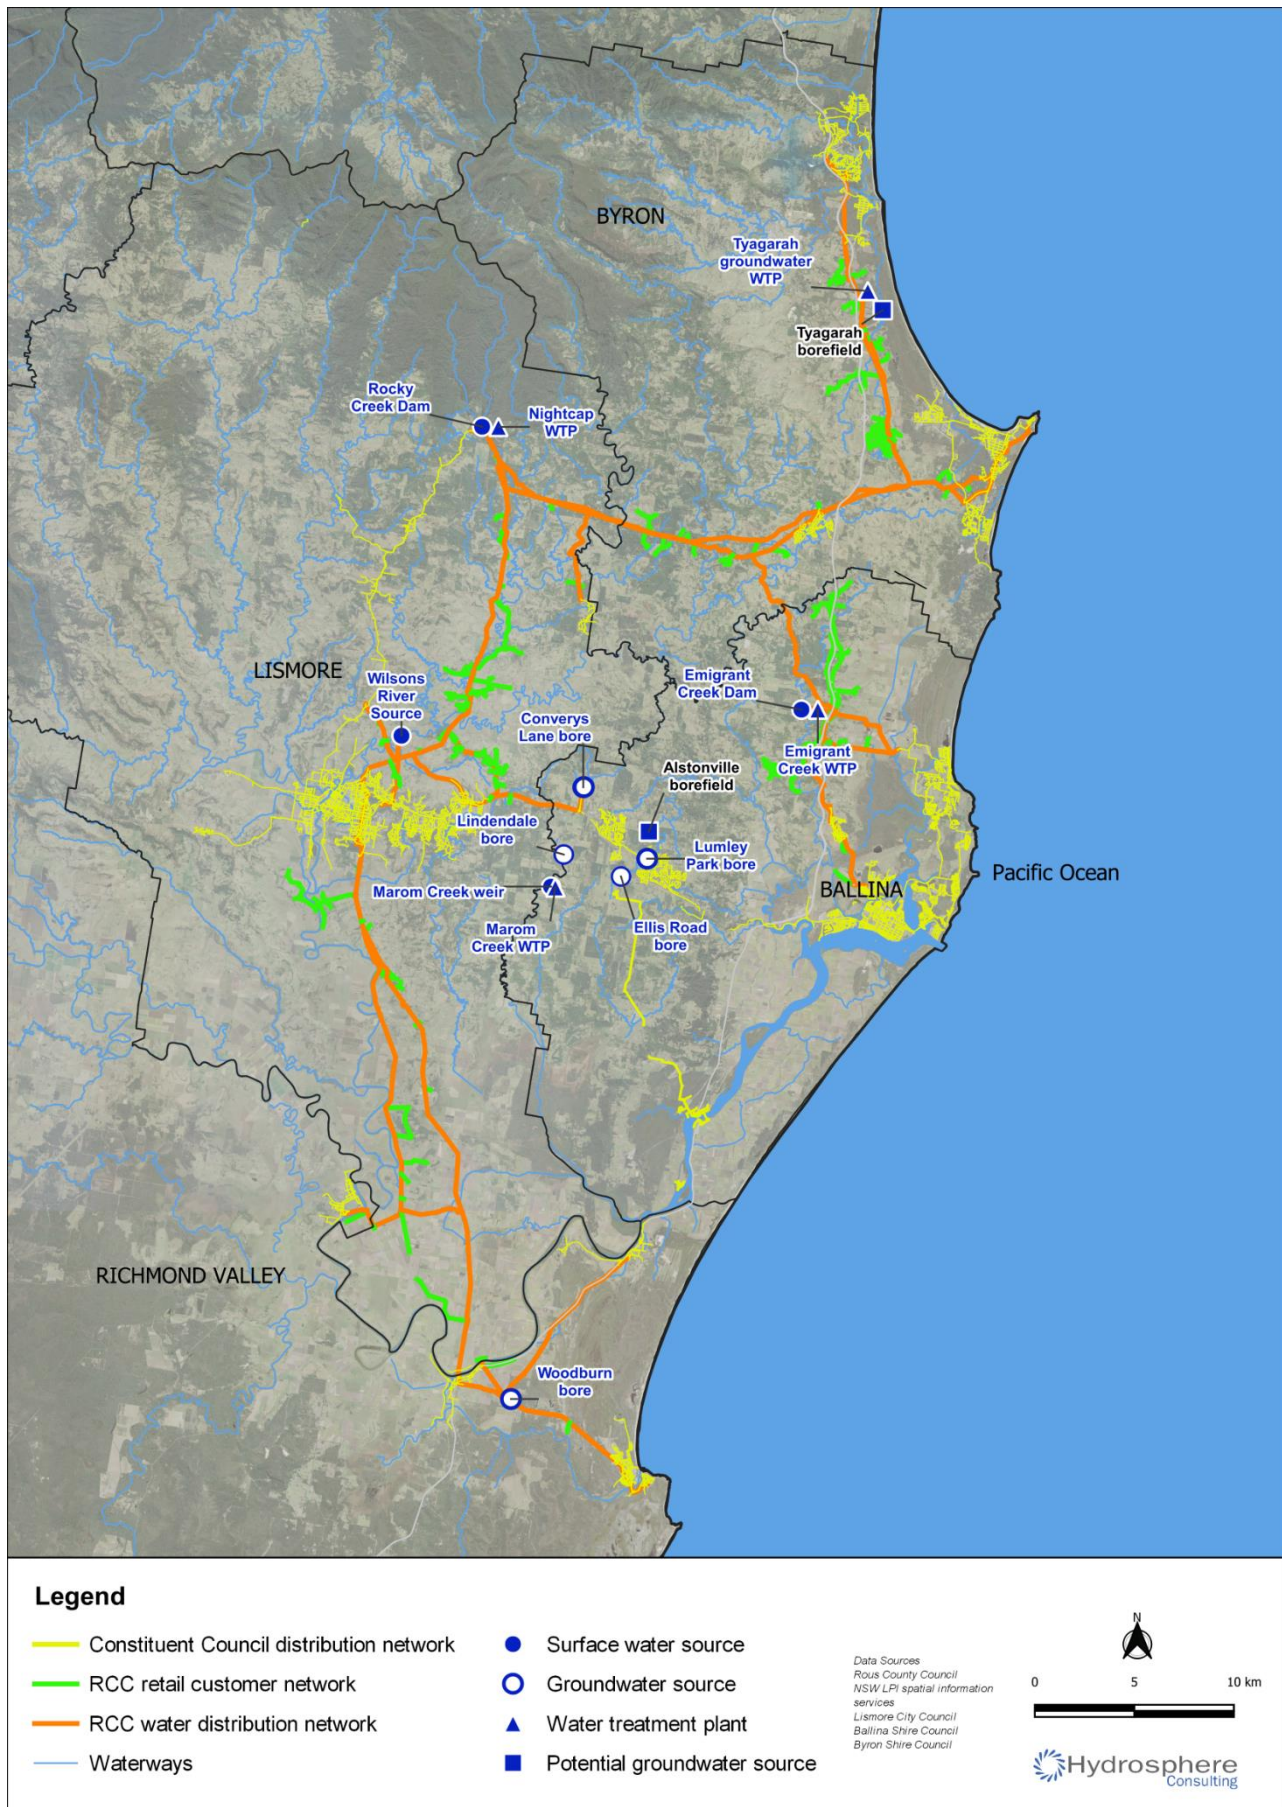 BYRON
Tyagarah
groundwater
WTP
Tyagarah
borefield
Rocky
Creek Dam
Nightcap
WTP
LISMORE
Wilsons
River
Source
Converys
Lane bore
Emigrant
Creek Dam
Emigrant
Creek WTP
Alstonville
borefield
Lindendale
bore
Lumley
Park bore
Marom Creek weir
BALLINA
Pacific Ocean
Marom
Creek WTP
Ellis Road
bore
RICHMOND VALLEY
Woodburn
bore
Legend
Constituent Council distribution network
RCC retail customer network
RCC water distribution network
Waterways
Surface water source
Groundwater source
Water treatment plant
Potential groundwater source
Data Sources
Rous County Council
NSW LPI spatial information
services
Lismore City Council
Ballina Shire Council
Byron Shire Council
N
0 5 10 km
Hydrosphere
Consulting